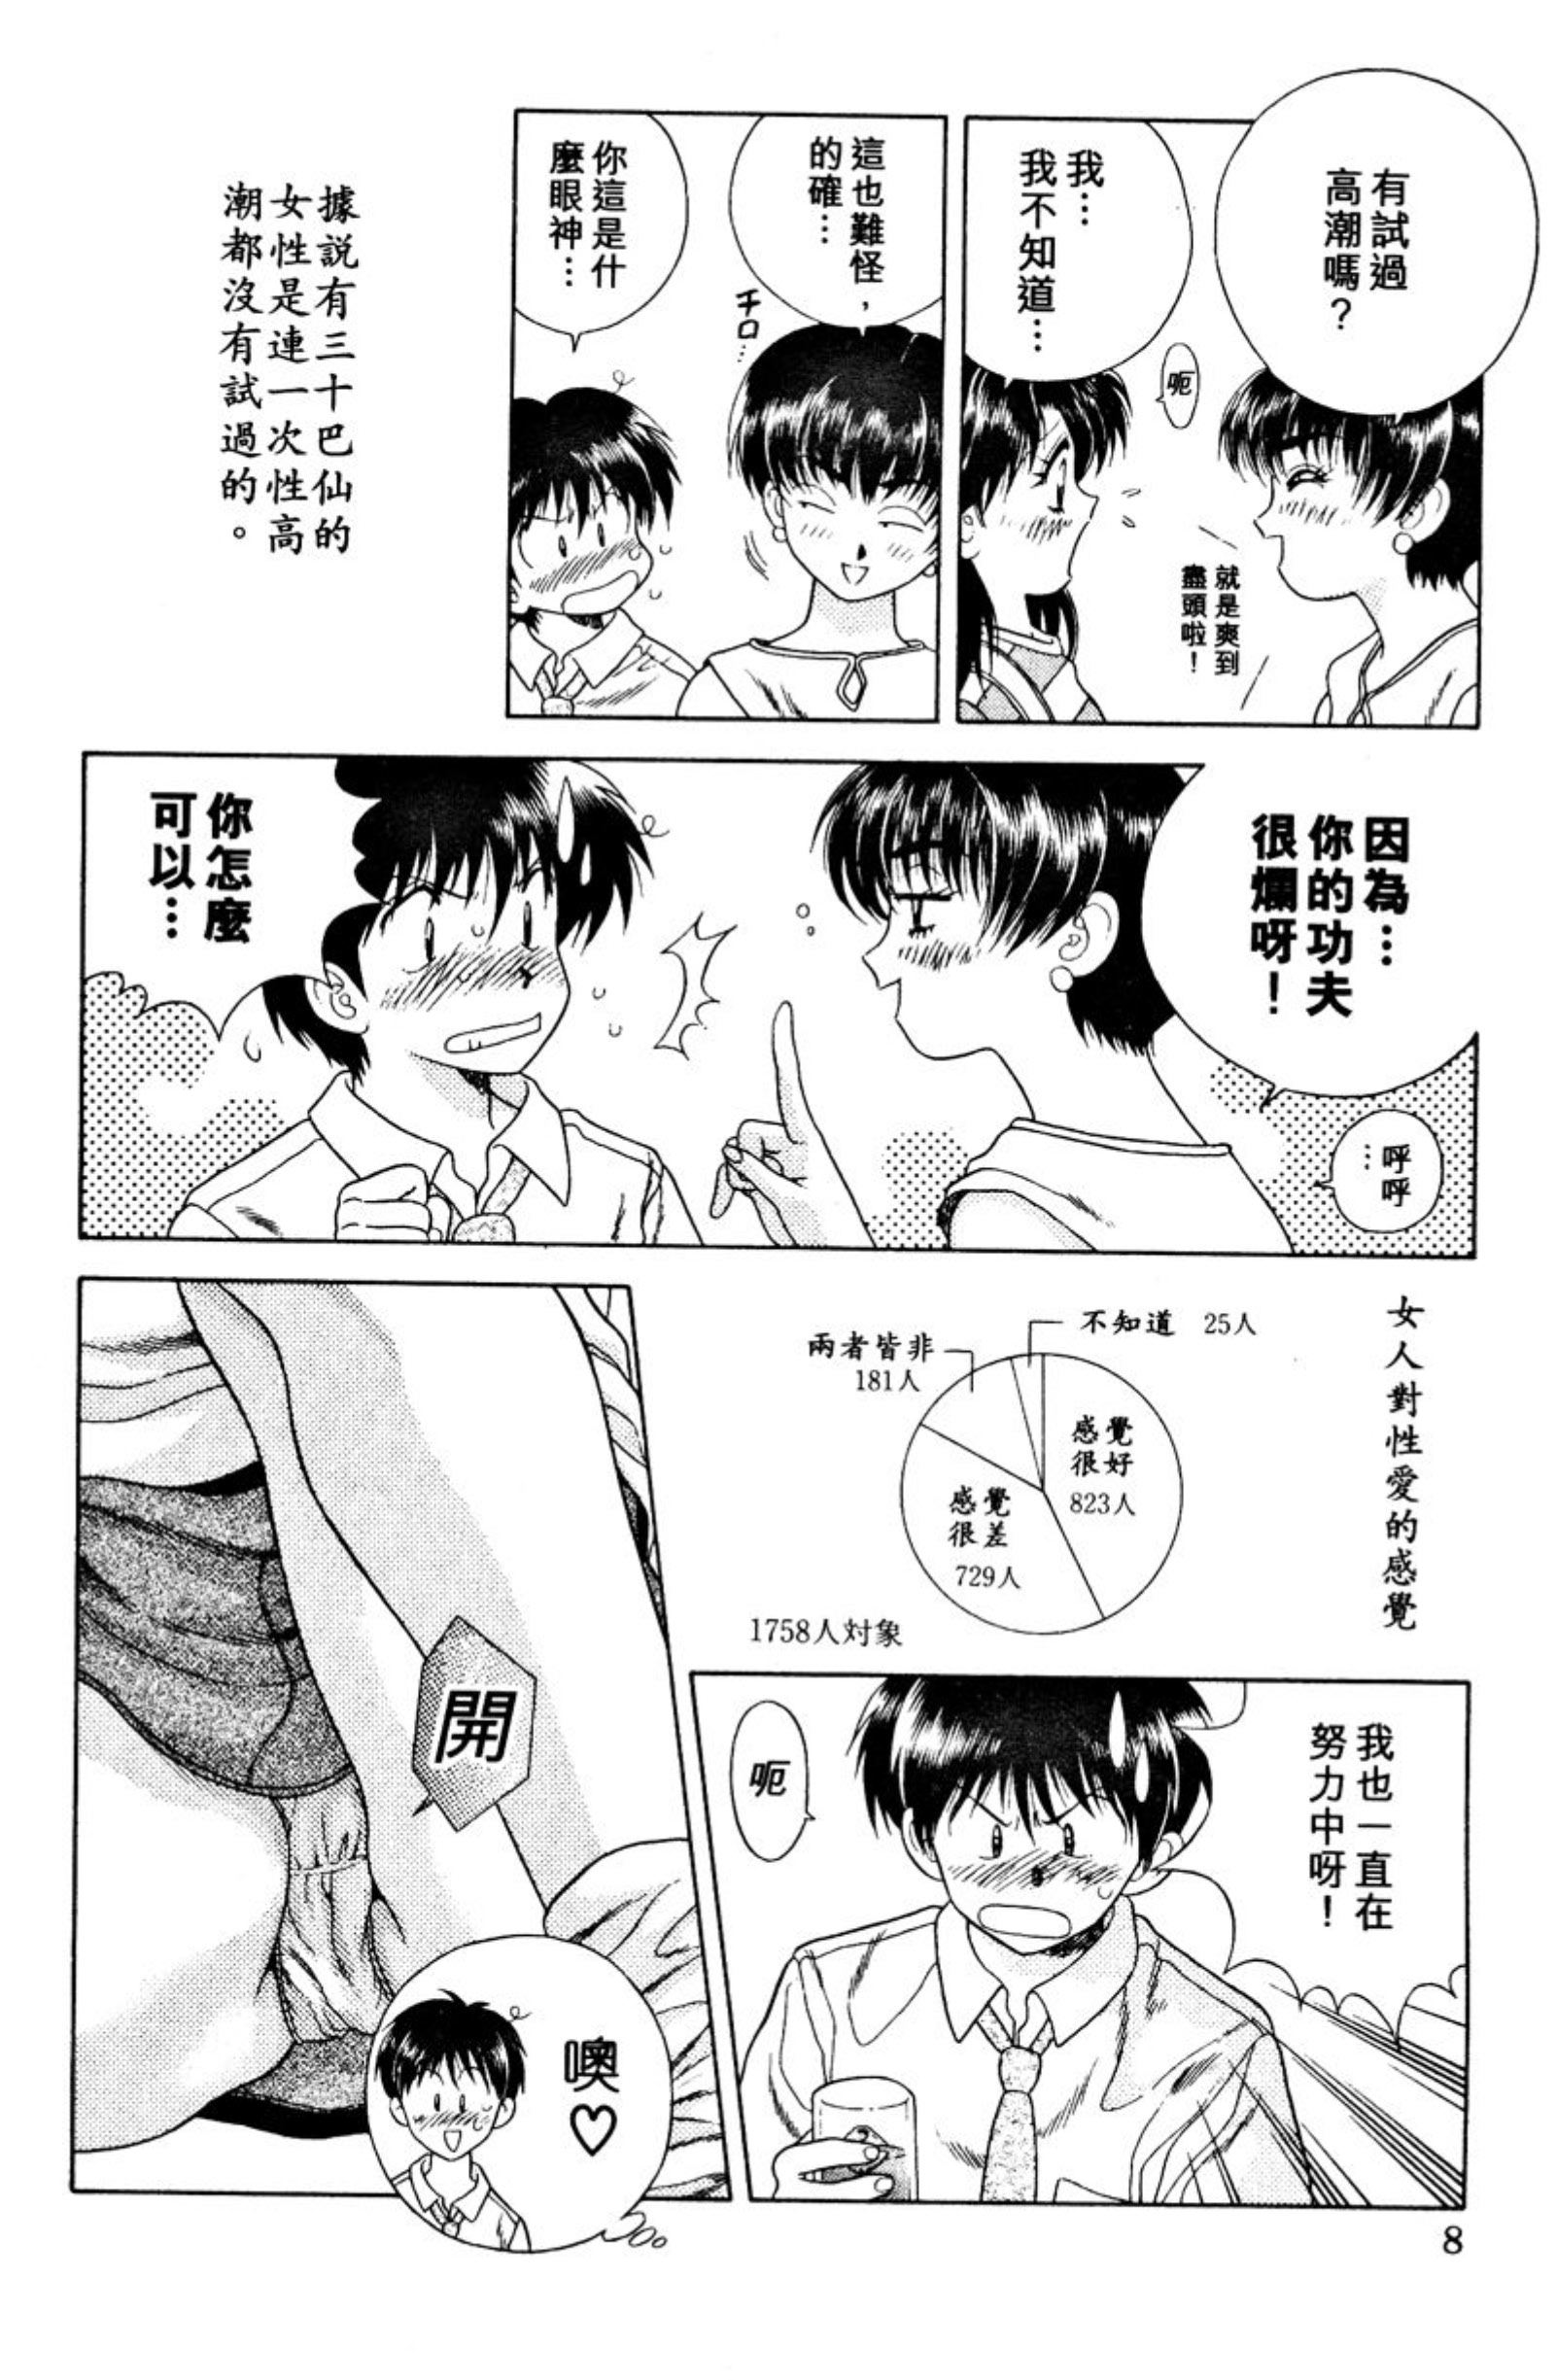 有試過
高潮嗎？
我…
我不知道…
呃
就是爽到
盡頭啦！
這也難怪，
的確…
チロ…
你這是什
麼眼神…
據説有三十巴仙的
女性是連一次性高
潮都沒有試過的。
因為…
你的功夫
很爛呀！
呼呼
…
你怎麼
可以…
女人對性愛的感覺
不知道 25人
兩者皆非
181人
感覺
很好
823人
感覺
很差
729人
1758人対象
我也一直在
努力中呀！
呃
開
噢♡
8